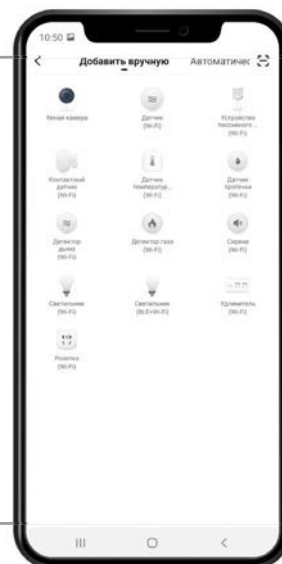 10:50
Добавить вручную
Автоматичес
Умная камера
Датчик
(Wi-Fi)
Устройство
пассивного ...
(Wi-Fi)
Контактный
датчик
(Wi-Fi)
Датчик
температур...
(Wi-Fi)
Датчик
протечки
(Wi-Fi)
Детектор
дыма
(Wi-Fi)
Детектор газа
(Wi-Fi)
Сирена
(Wi-Fi)
Светильник
(Wi-Fi)
Светильник
(BLE+Wi-Fi)
Удлинитель
(Wi-Fi)
Розетка
(Wi-Fi)